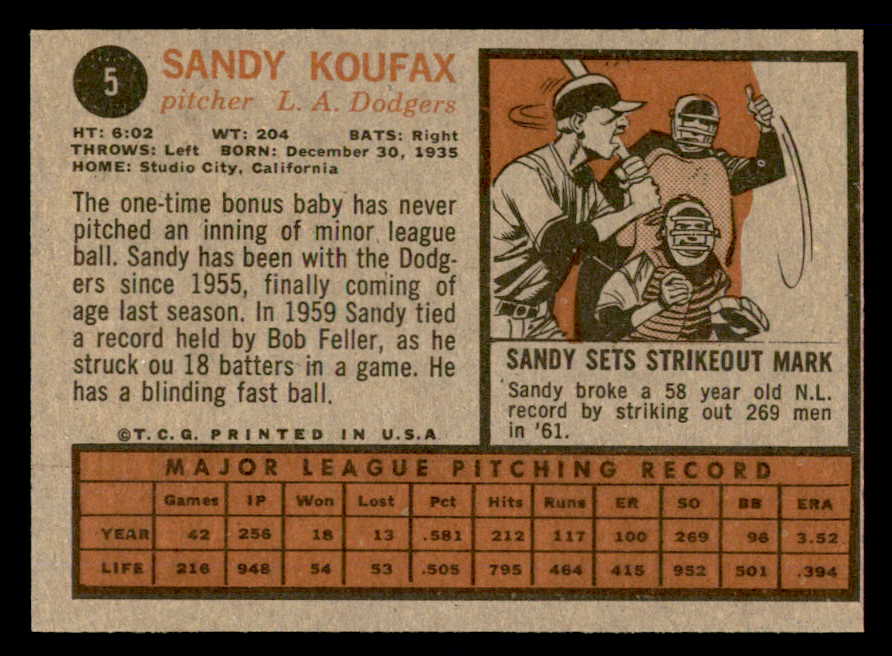 5
SANDY KOUFAX
pitcher L. A. Dodgers
HT: 6:02 WT: 204 BATS: Right
THROWS: Left BORN: December 30, 1935
HOME: Studio City, California
The one-time bonus baby has never
pitched an inning of minor league
ball. Sandy has been with the Dodg-
ers since 1955, finally coming of
age last season. In 1959 Sandy tied
a record held by Bob Feller, as he
struck ou 18 batters in a game. He
has a blinding fast ball.
©T.C.G. PRINTED IN U.S.A
SANDY SETS STRIKEOUT MARK
Sandy broke a 58 year old N.L.
record by striking out 269 men
in '61.
MAJOR LEAGUE PITCHING RECORD
Games IP Won Lost Pct Hits Runs ER SO BB ERA
YEAR 42 256 18 13 .581 212 117 100 269 96 3.52
LIFE 216 948 54 53 .505 795 464 415 952 501 .394